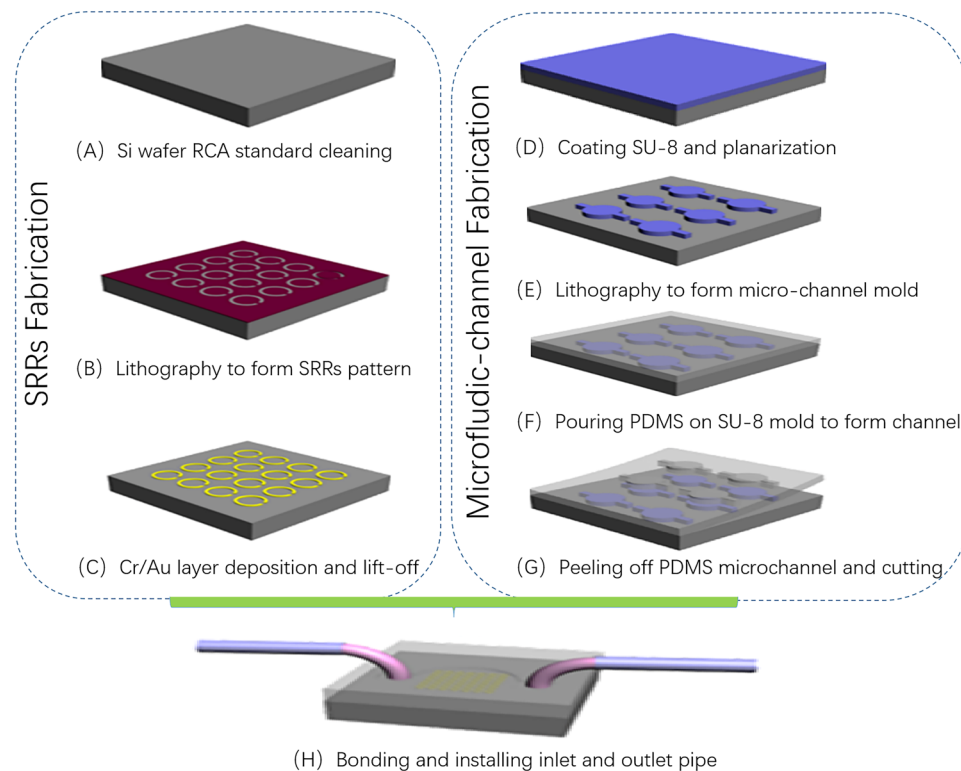 SRRs Fabrication
(A) Si wafer RCA standard cleaning
(B) Lithography to form SRRs pattern
(C) Cr/Au layer deposition and lift-off
Microfludic-channel Fabrication
(D) Coating SU-8 and planarization
(E) Lithography to form micro-channel mold
(F) Pouring PDMS on SU-8 mold to form channel
(G) Peeling off PDMS microchannel and cutting
(H) Bonding and installing inlet and outlet pipe